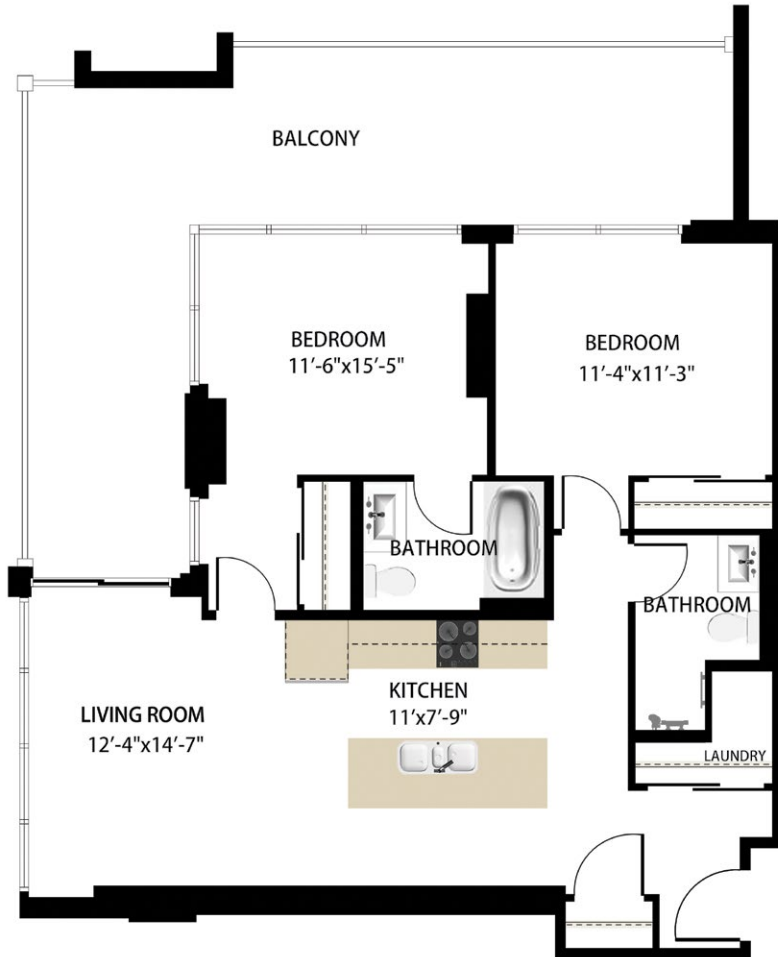 BALCONY
BEDROOM
11'-6"x15'-5"
BEDROOM
11'-4"x11'-3"
BATHROOM
BATHROOM
KITCHEN
11'x7'-9"
LIVING ROOM
12'-4"x14'-7"
LAUNDRY